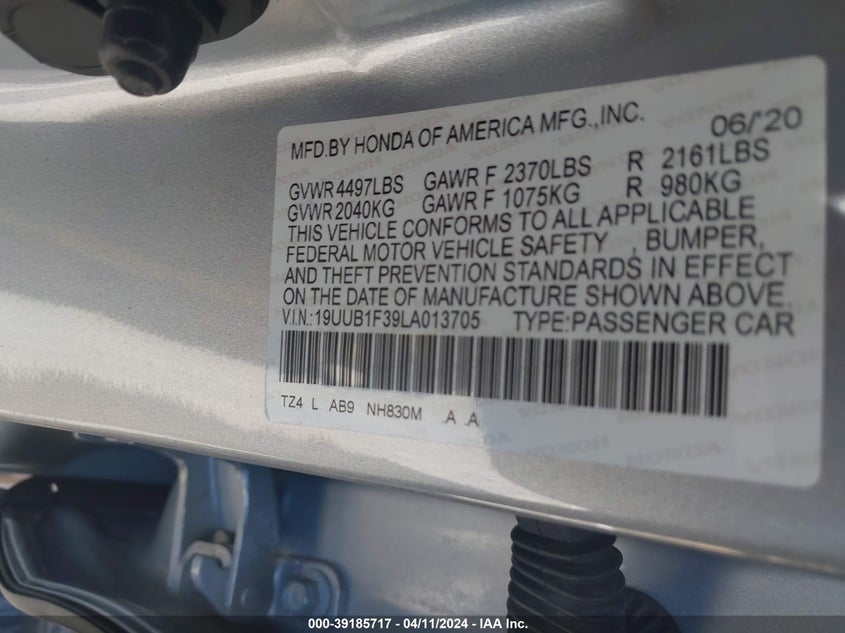 MFD.BY HONDA OF AMERICA MFG.,INC. 06/'20
GVWR 4497LBS GAWR F 2370LBS R 2161LBS
GVWR 2040KG GAWR F 1075KG R 980KG
THIS VEHICLE CONFORMS TO ALL APPLICABLE
FEDERAL MOTOR VEHICLE SAFETY , BUMPER,
AND THEFT PREVENTION STANDARDS IN EFFECT
ON THE DATE OF MANUFACTURE SHOWN ABOVE.
V.I.N.:19UUB1F39LA013705 TYPE:PASSENGER CAR
TZ4 L AB9 NH830M .A .A
000-39185717 - 04/11/2024 - IAA Inc.